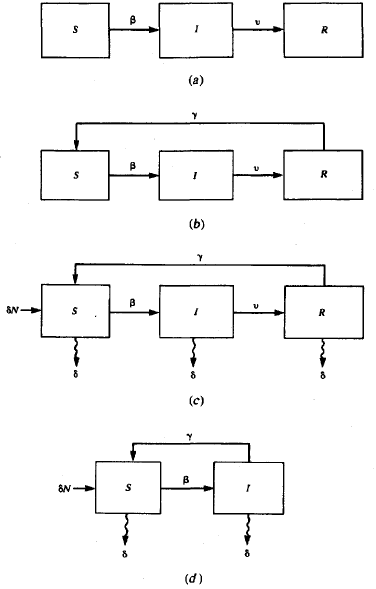 β υ
S I R
(a)
γ
β υ
S I R
(b)
γ
δN β υ
S I R
δ δ δ
(c)
γ
δN β
S I
δ δ
(d)